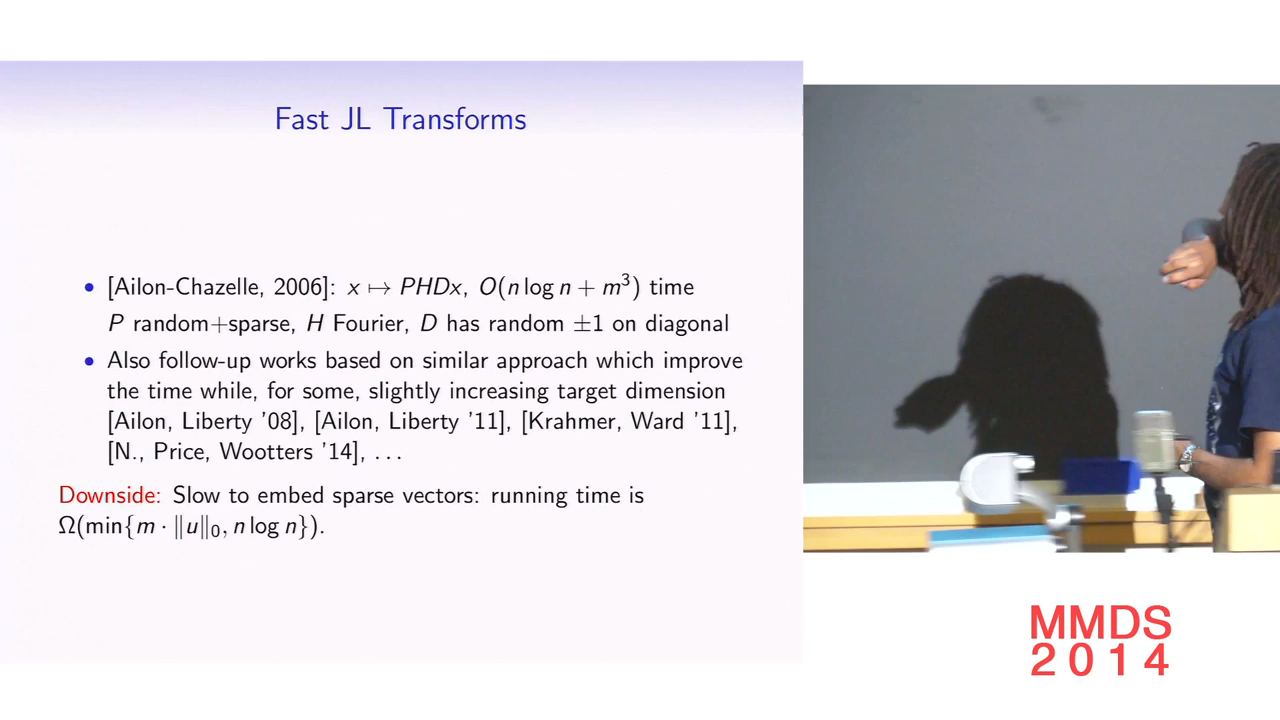 Fast JL Transforms
• [Ailon-Chazelle, 2006]: x ↦ PHDx, O(n log n + m³) time
P random+sparse, H Fourier, D has random ±1 on diagonal
• Also follow-up works based on similar approach which improve
the time while, for some, slightly increasing target dimension
[Ailon, Liberty '08], [Ailon, Liberty '11], [Krahmer, Ward '11],
[N., Price, Wootters '14], ...
Downside: Slow to embed sparse vectors: running time is
Ω(min{m · ‖u‖₀, n log n}).
MMDS
2014